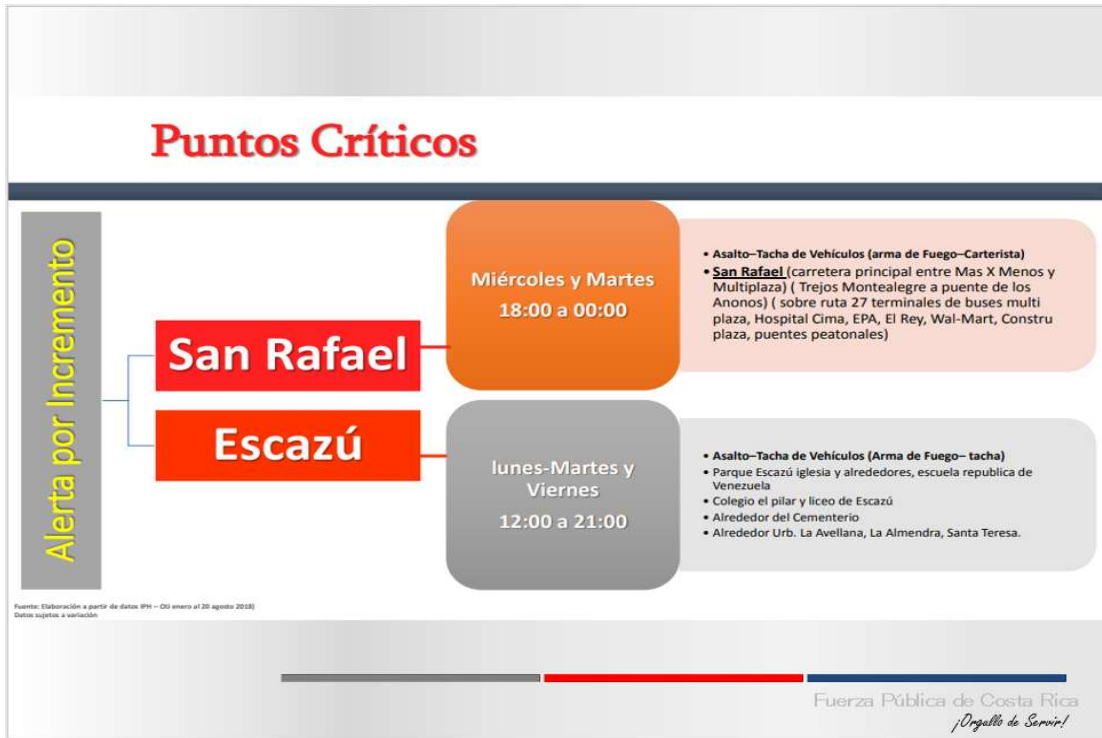 Puntos Críticos
Alerta por Incremento
San Rafael
Miércoles y Martes
18:00 a 00:00
• Asalto–Tacha de Vehículos (arma de Fuego–Carterista)
• San Rafael (carretera principal entre Mas X Menos y
Multiplaza) ( Trejos Montealegre a puente de los
Anonos) ( sobre ruta 27 terminales de buses multi
plaza, Hospital Cima, EPA, El Rey, Wal-Mart, Constru
plaza, puentes peatonales)
Escazú
lunes-Martes y
Viernes
12:00 a 21:00
• Asalto–Tacha de Vehículos (Arma de Fuego– tacha)
• Parque Escazú iglesia y alrededores, escuela republica de
Venezuela
• Colegio el pilar y liceo de Escazú
• Alrededor del Cementerio
• Alrededor Urb. La Avellana, La Almendra, Santa Teresa.
Fuente: Elaboración a partir de datos IPH – OIJ enero al 20 agosto 2018)
Datos sujetos a variación
Fuerza Pública de Costa Rica
¡Orgullo de Servir!